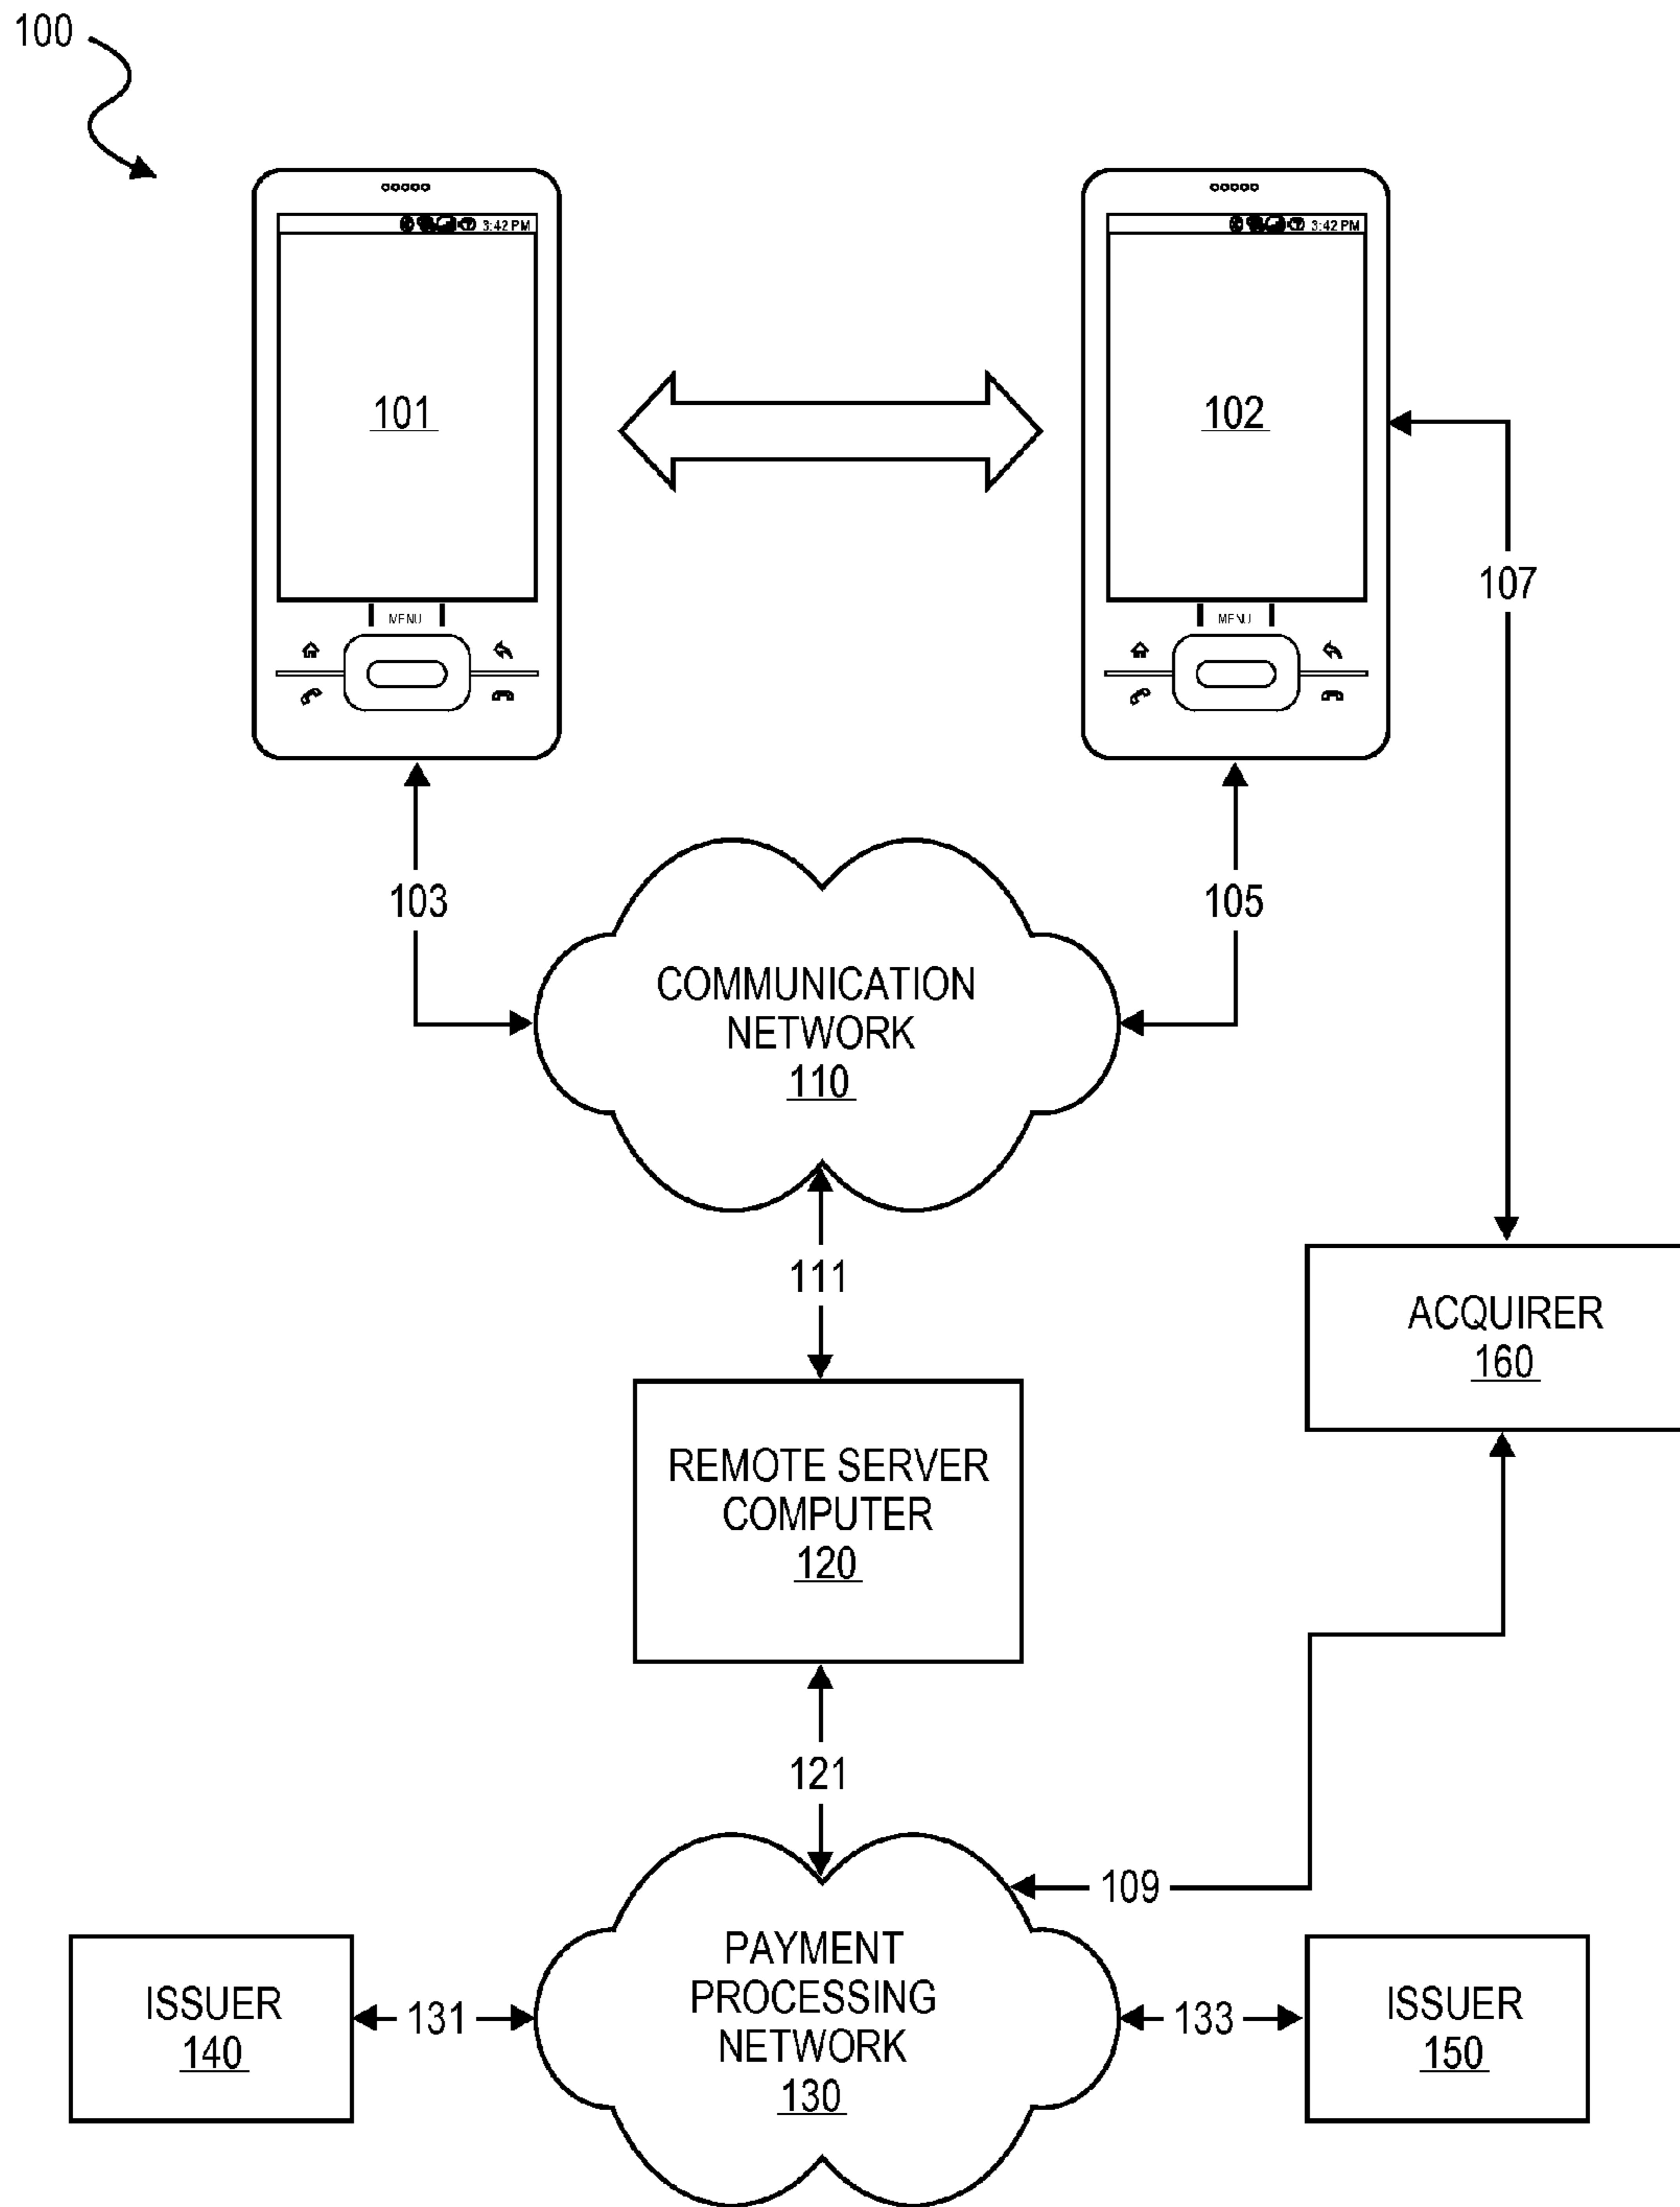 100
3:42 PM
3:42 PM
101
102
107
MENU
MENU
103
105
COMMUNICATION
NETWORK
110
111
ACQUIRER
160
REMOTE SERVER
COMPUTER
120
121
109
PAYMENT
PROCESSING
NETWORK
130
ISSUER
140
131
133
ISSUER
150